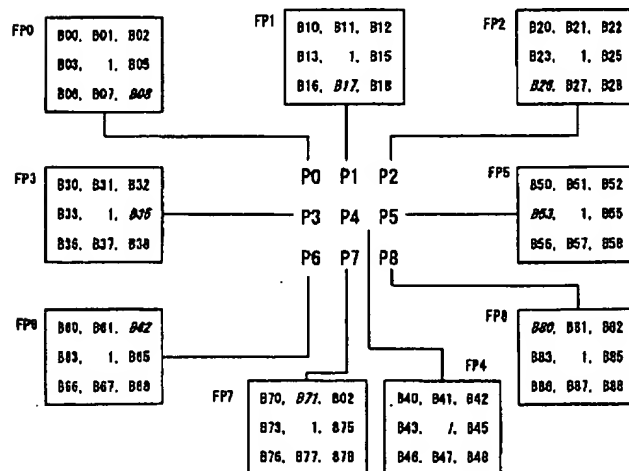 FP0
B00, B01, B02
B03, 1, B05
B06, B07, B08
FP1
B10, B11, B12
B13, 1, B15
B16, B17, B18
FP2
B20, B21, B22
B23, 1, B25
B26, B27, B28
FP3
B30, B31, B32
B33, 1, B35
B36, B37, B38
P0 P1 P2
P3 P4 P5
P6 P7 P8
FP5
B50, B51, B52
B53, 1, B55
B56, B57, B58
FP6
B60, B61, B62
B63, 1, B65
B66, B67, B68
FP8
B80, B81, B82
B83, 1, B85
B86, B87, B88
FP7
B70, B71, B02
B73, 1, B75
B76, B77, B78
FP4
B40, B41, B42
B43, 1, B45
B46, B47, B48